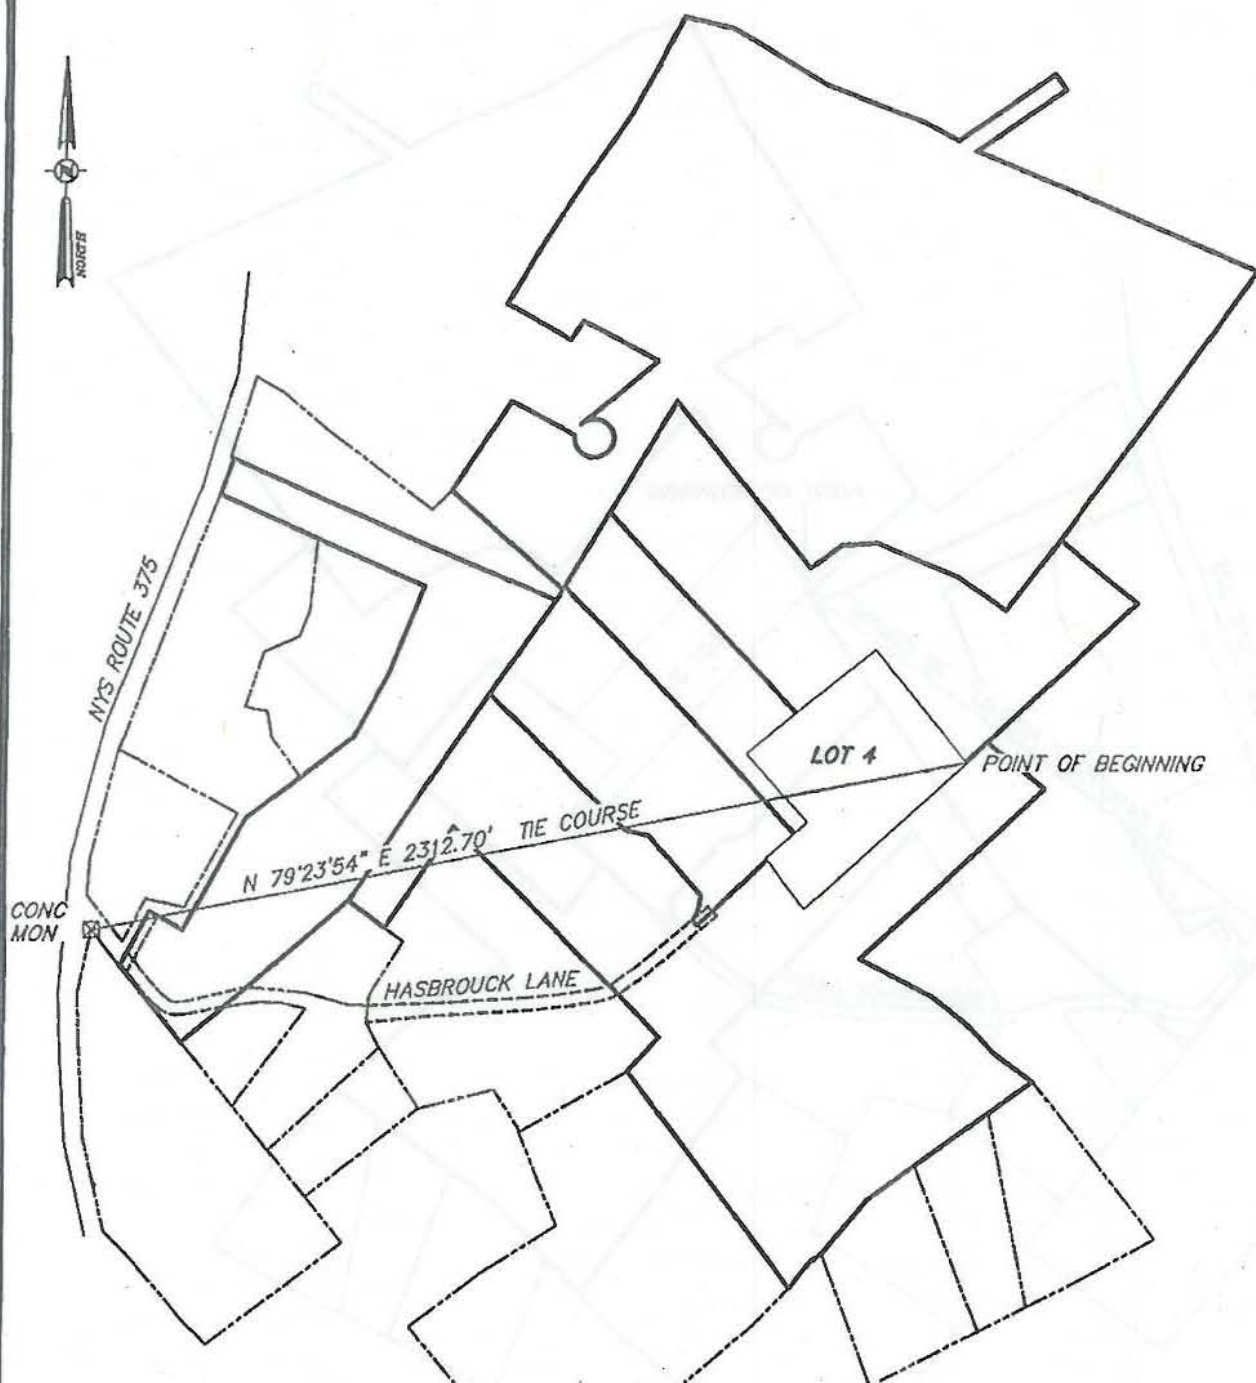 NORTH
NYS ROUTE 375
LOT 4
POINT OF BEGINNING
N 79°23'54" E 2312.70' TIE COURSE
CONC
MON
HASBROUCK LANE